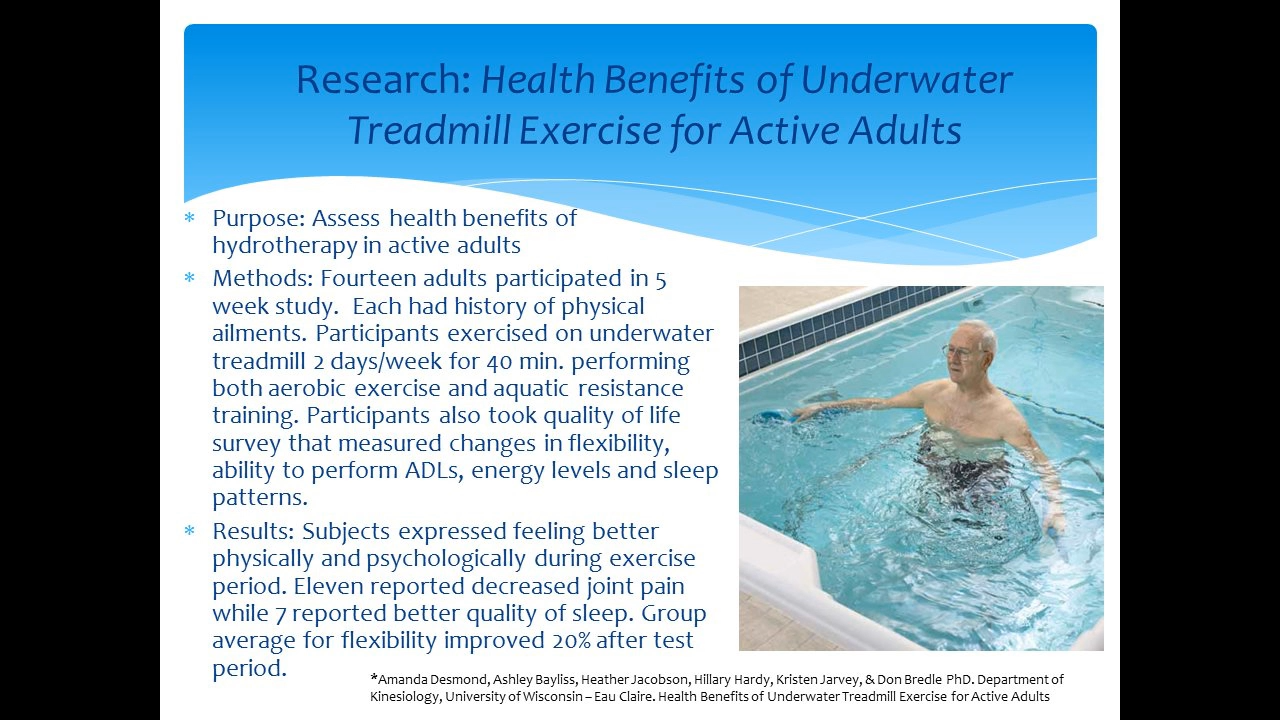 Research: Health Benefits of Underwater
Treadmill Exercise for Active Adults
* Purpose: Assess health benefits of
hydrotherapy in active adults
* Methods: Fourteen adults participated in 5
week study.  Each had history of physical
ailments. Participants exercised on underwater
treadmill 2 days/week for 40 min. performing
both aerobic exercise and aquatic resistance
training. Participants also took quality of life
survey that measured changes in flexibility,
ability to perform ADLs, energy levels and sleep
patterns.
* Results: Subjects expressed feeling better
physically and psychologically during exercise
period. Eleven reported decreased joint pain
while 7 reported better quality of sleep. Group
average for flexibility improved 20% after test
period.
*Amanda Desmond, Ashley Bayliss, Heather Jacobson, Hillary Hardy, Kristen Jarvey, & Don Bredle PhD. Department of
Kinesiology, University of Wisconsin – Eau Claire. Health Benefits of Underwater Treadmill Exercise for Active Adults